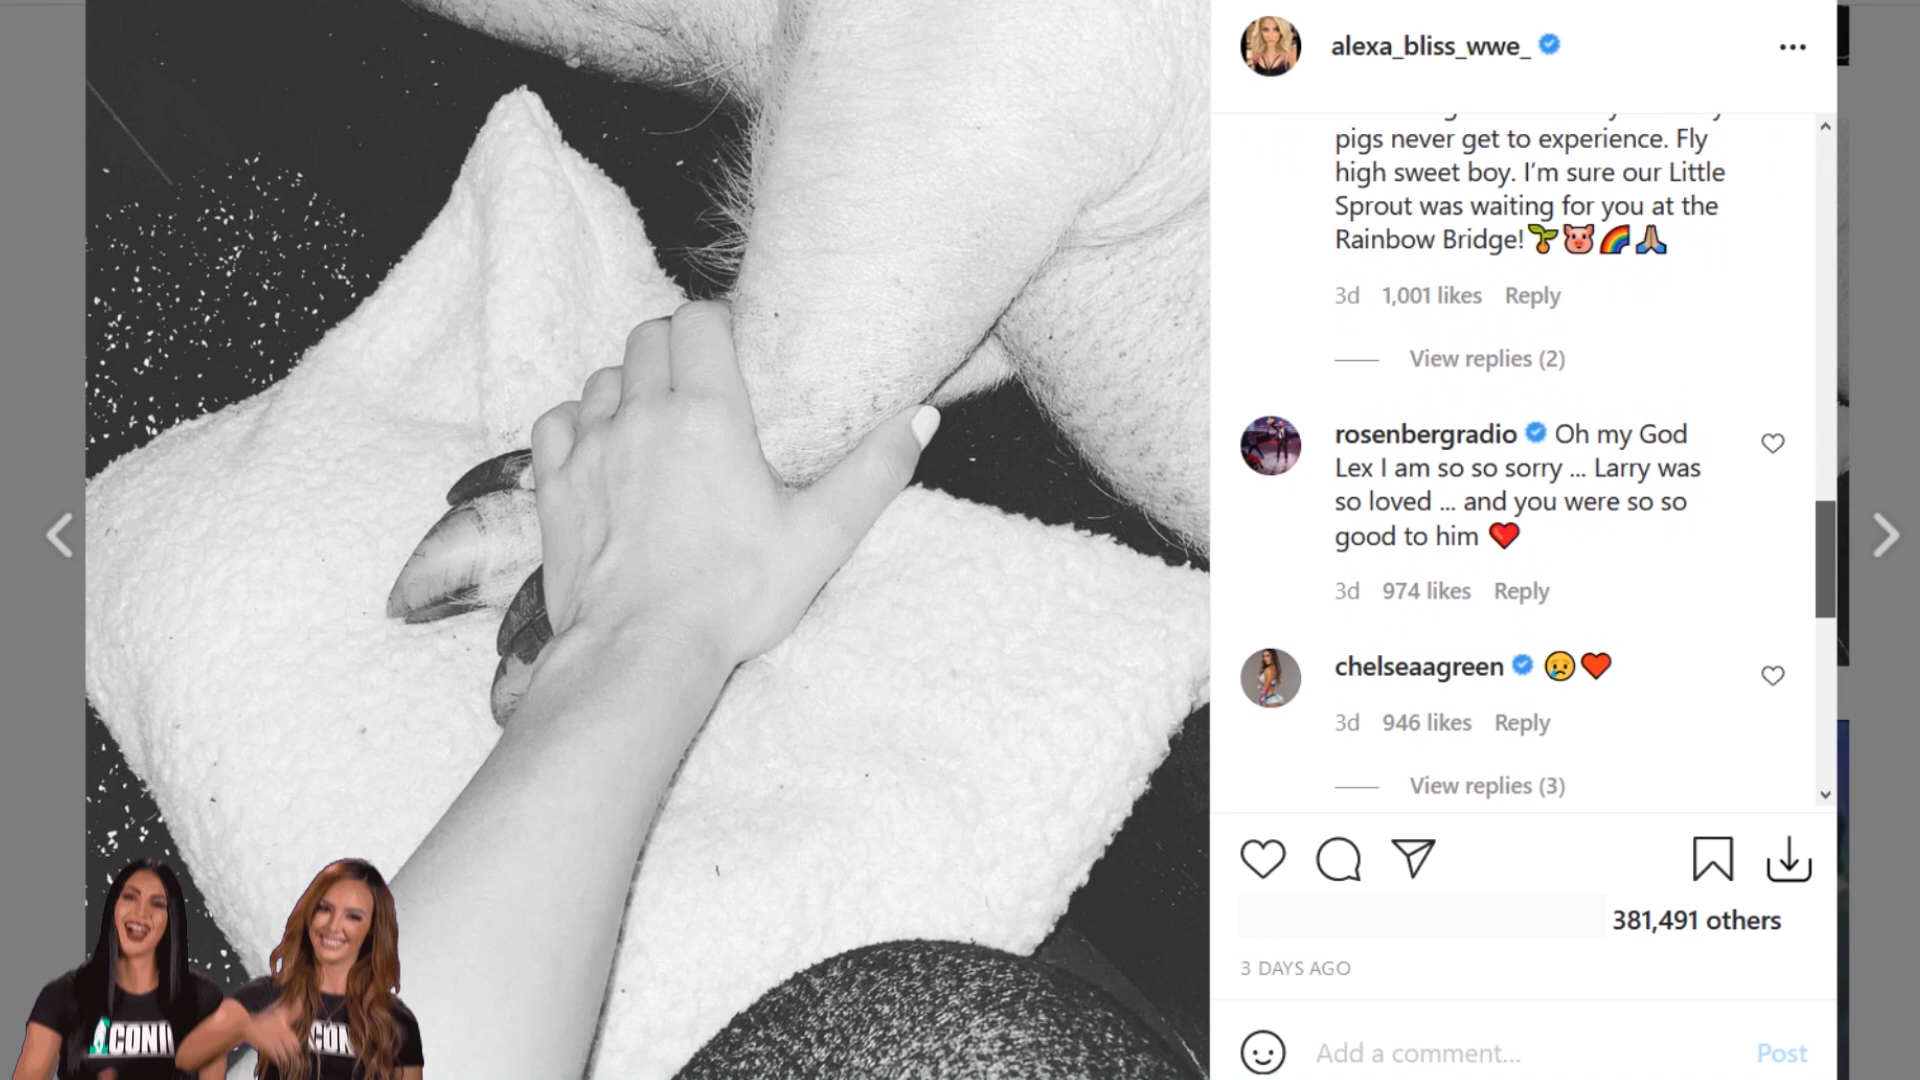 alexa_bliss_wwe_
pigs never get to experience. Fly
high sweet boy. I’m sure our Little
Sprout was waiting for you at the
Rainbow Bridge!🌱🐷🌈🙏🏼
3d 1,001 likes Reply
View replies (2)
rosenbergradio Oh my God
Lex I am so so sorry ... Larry was
so loved ... and you were so so
good to him ❤️
3d 974 likes Reply
chelseaagreen 😢❤️
3d 946 likes Reply
View replies (3)
381,491 others
3 DAYS AGO
Add a comment...
Post